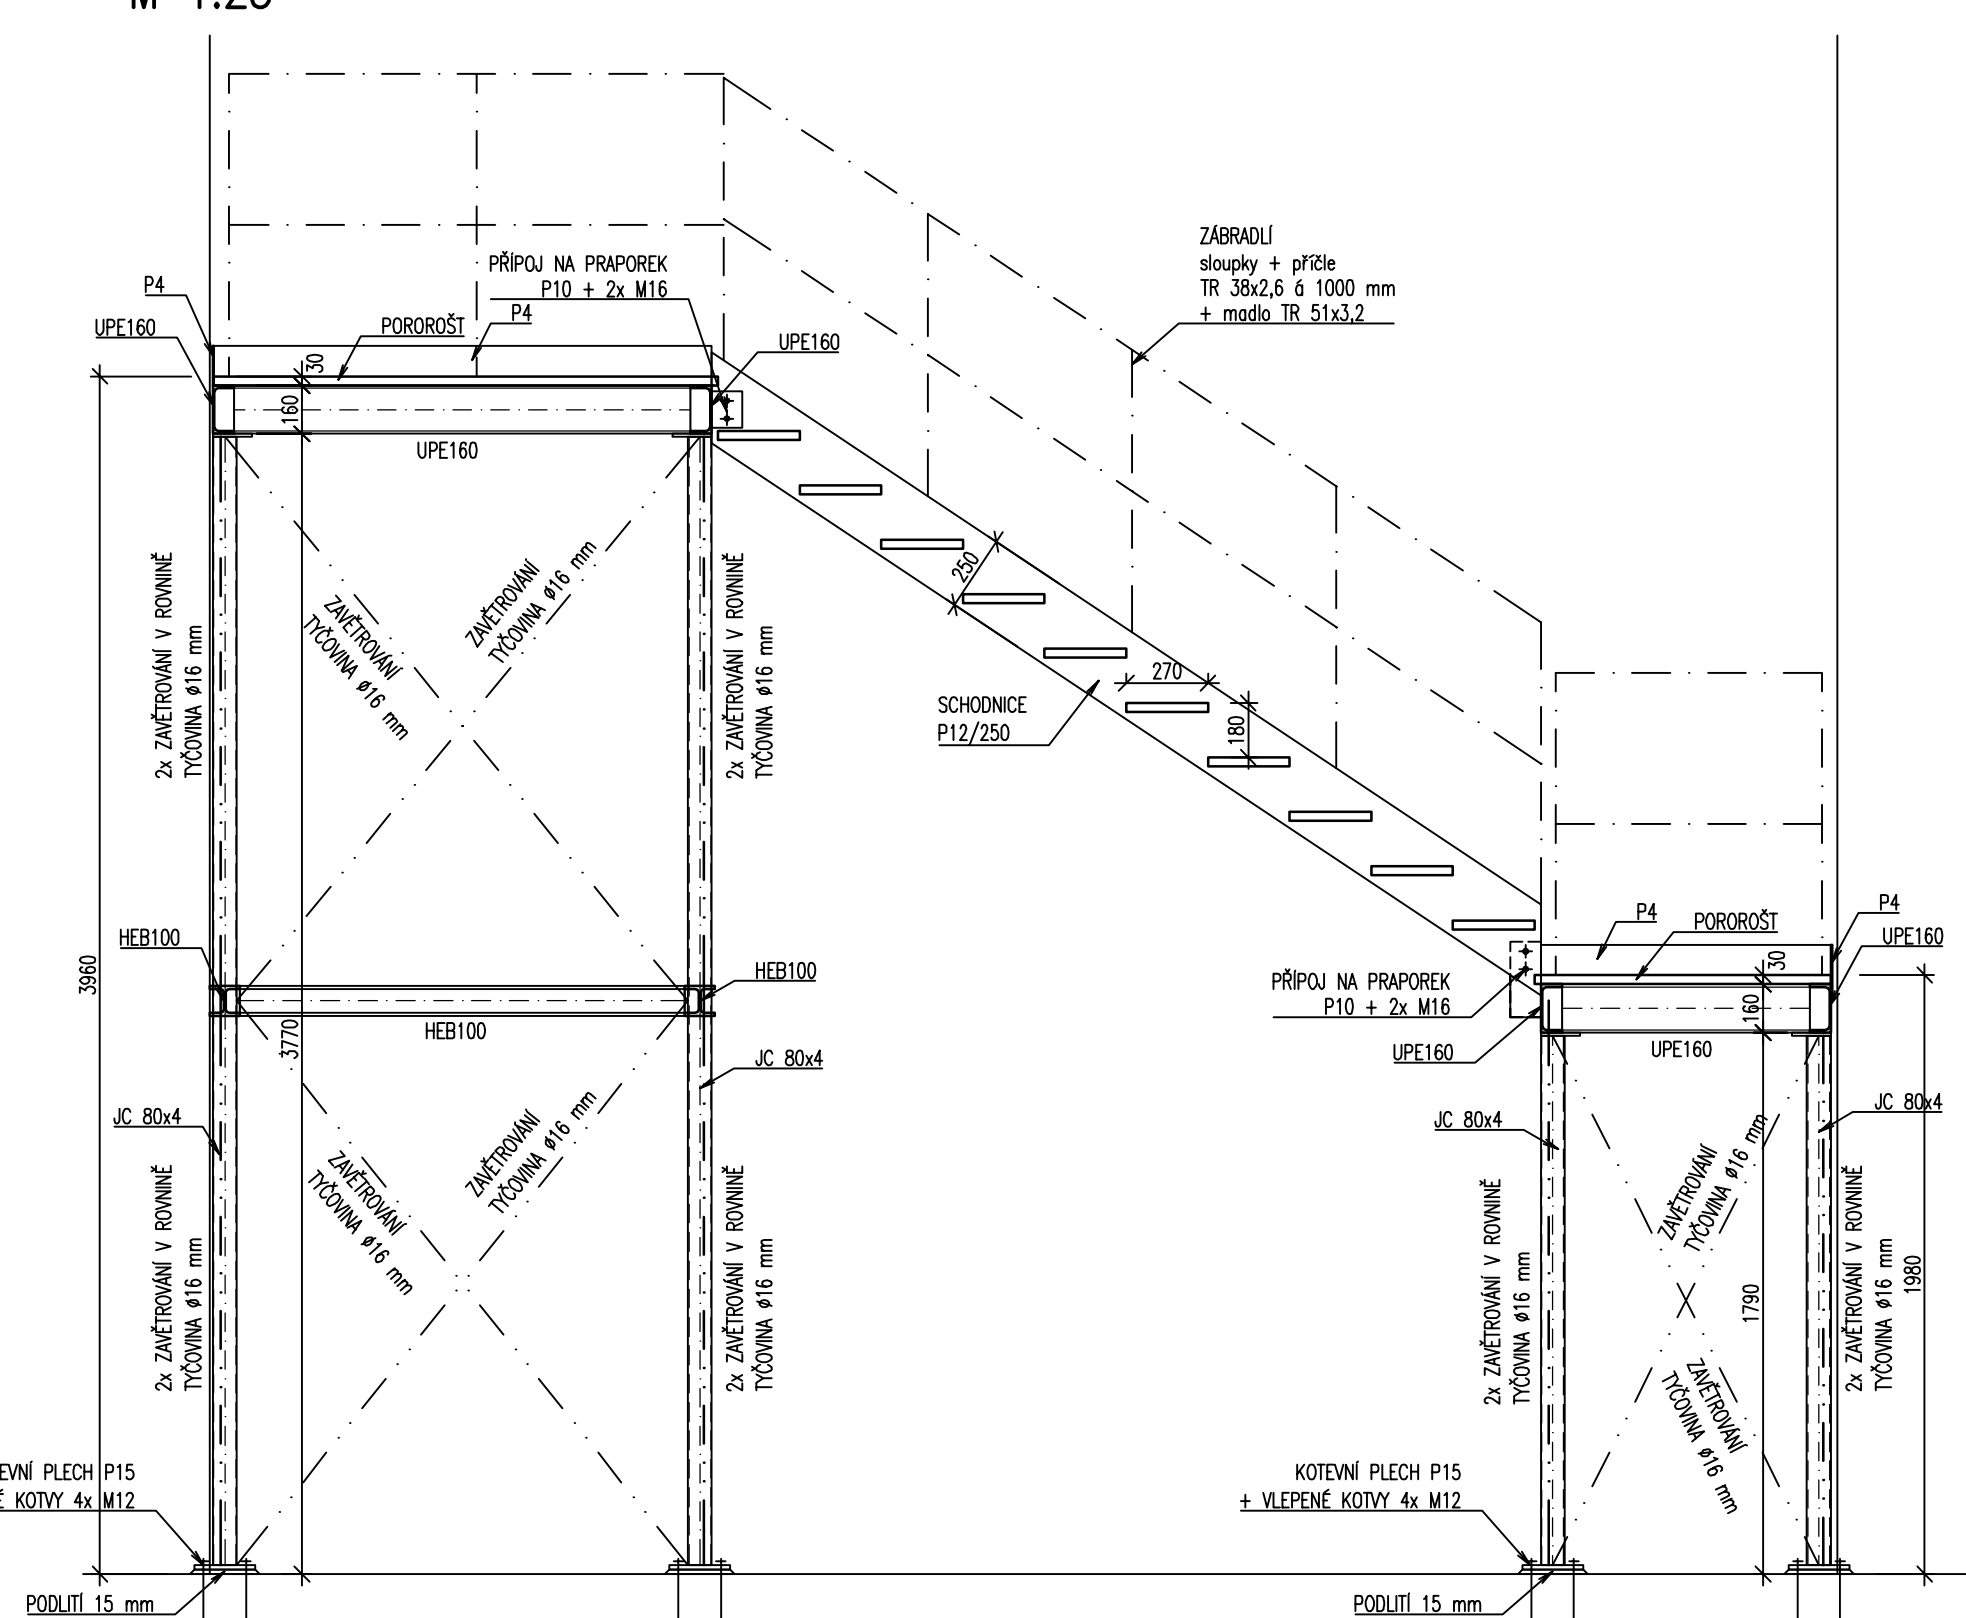 ZÁBRADLÍ
sloupky + příčle
TR 38x2,6 á 1000 mm
+ madlo TR 51x3,2
PŘÍPOJ NA PRAPOREK
P10 + 2x M16
P4
UPE160
POROROŠT
P4
UPE160
30
160
UPE160
2x ZAVĚTROVÁNÍ V ROVNINĚ
TYČOVINA ø16 mm
ZAVĚTROVÁNÍ
TYČOVINA ø16 mm
ZAVĚTROVÁNÍ
TYČOVINA ø16 mm
2x ZAVĚTROVÁNÍ V ROVNINĚ
TYČOVINA ø16 mm
250
270
180
SCHODNICE
P12/250
3960
HEB100
HEB100
HEB100
3770
JC 80x4
JC 80x4
2x ZAVĚTROVÁNÍ V ROVNINĚ
TYČOVINA ø16 mm
ZAVĚTROVÁNÍ
TYČOVINA ø16 mm
ZAVĚTROVÁNÍ
TYČOVINA ø16 mm
2x ZAVĚTROVÁNÍ V ROVNINĚ
TYČOVINA ø16 mm
P4
POROROŠT
P4
UPE160
30
160
PŘÍPOJ NA PRAPOREK
P10 + 2x M16
UPE160
UPE160
JC 80x4
JC 80x4
2x ZAVĚTROVÁNÍ V ROVNINĚ
TYČOVINA ø16 mm
ZAVĚTROVÁNÍ
TYČOVINA ø16 mm
ZAVĚTROVÁNÍ
TYČOVINA ø16 mm
1790
2x ZAVĚTROVÁNÍ V ROVNINĚ
TYČOVINA ø16 mm
1980
PLECH P15
KOTVY 4x M12
PODLITÍ 15 mm
KOTEVNÍ PLECH P15
+ VLEPENÉ KOTVY 4x M12
PODLITÍ 15 mm